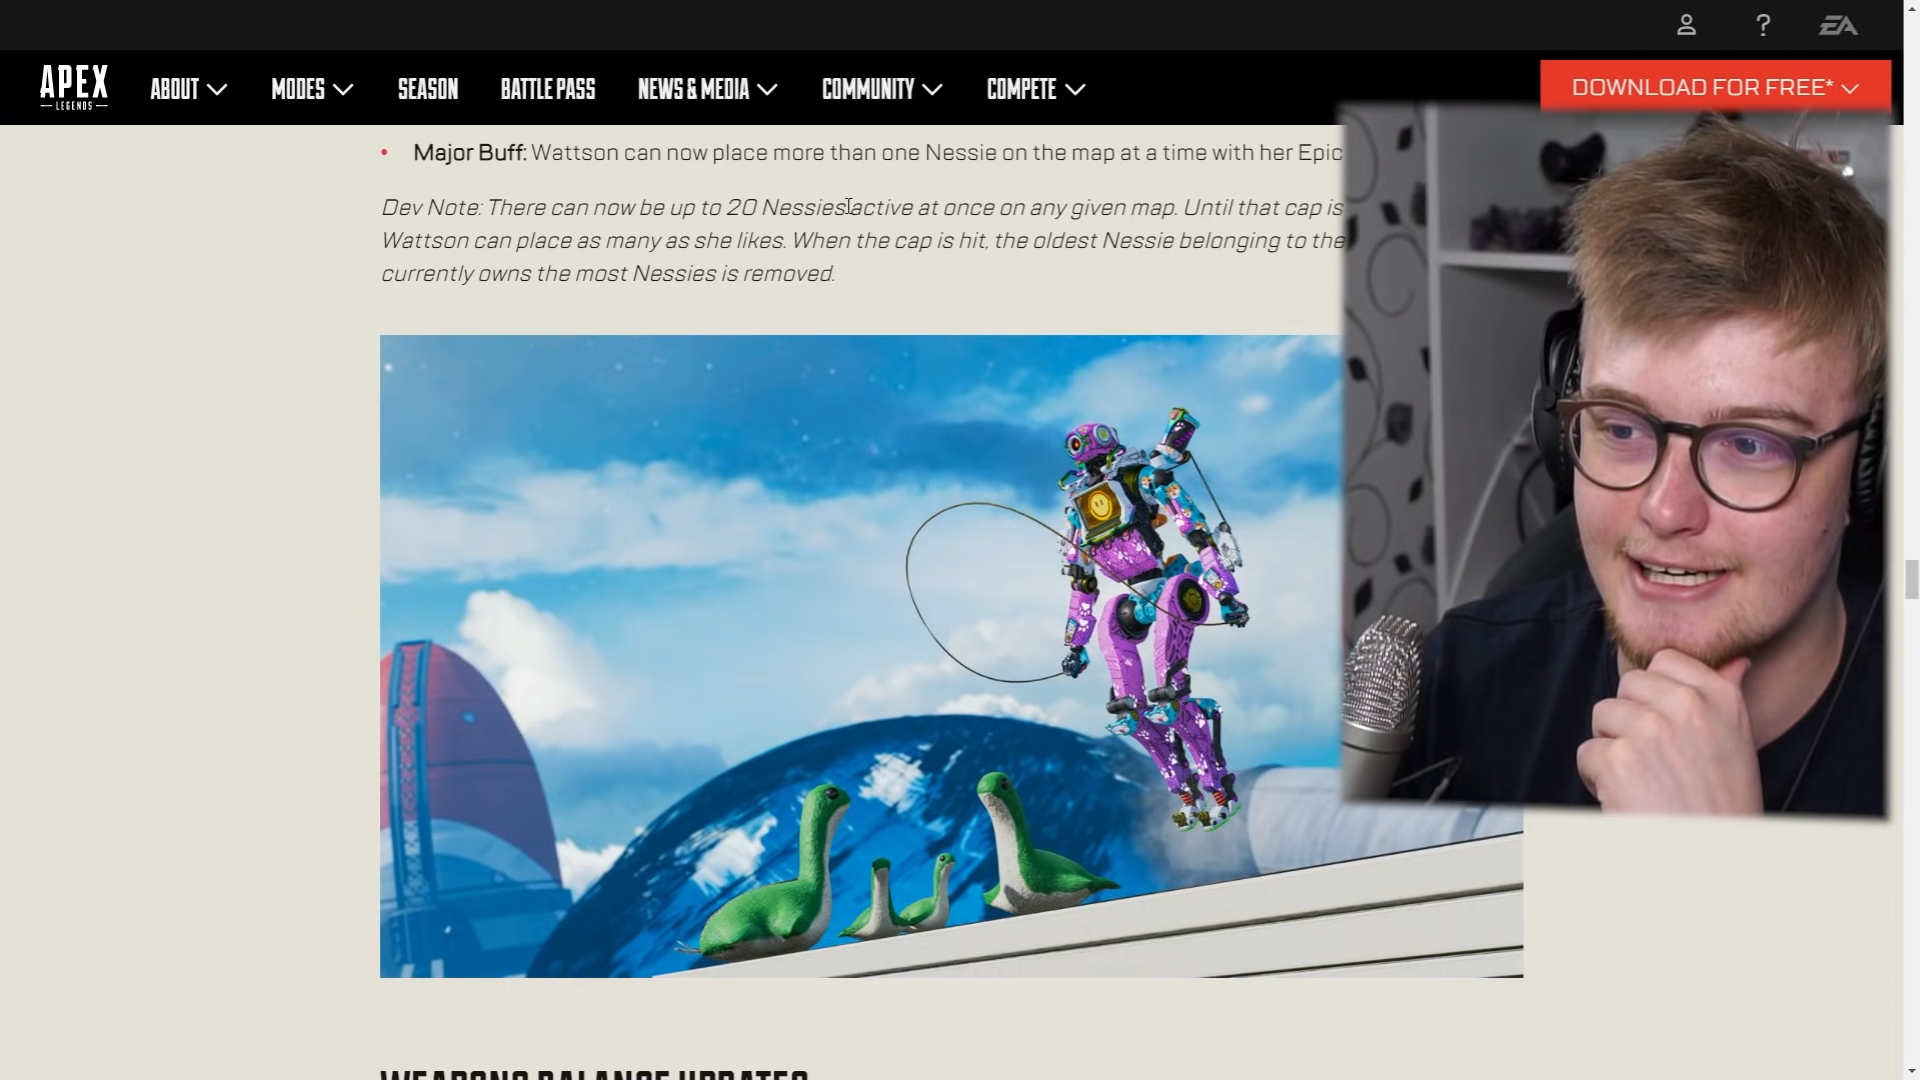 APEX
LEGENDS
ABOUT
MODES
SEASON
BATTLE PASS
NEWS & MEDIA
COMMUNITY
COMPETE
? EA
DOWNLOAD FOR FREE*
• Major Buff: Wattson can now place more than one Nessie on the map at a time with her Epic
Dev Note: There can now be up to 20 Nessies active at once on any given map. Until that cap is
Wattson can place as many as she likes. When the cap is hit, the oldest Nessie belonging to the
currently owns the most Nessies is removed.
WEAPONS BALANCE UPDATES